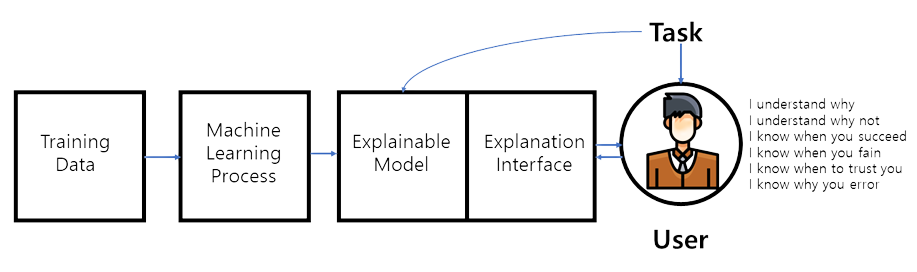 Task
Training
Data
Machine
Learning
Process
Explainable
Model
Explanation
Interface
I understand why
I understand why not
I know when you succeed
I know when you fain
I know when to trust you
I know why you error
User